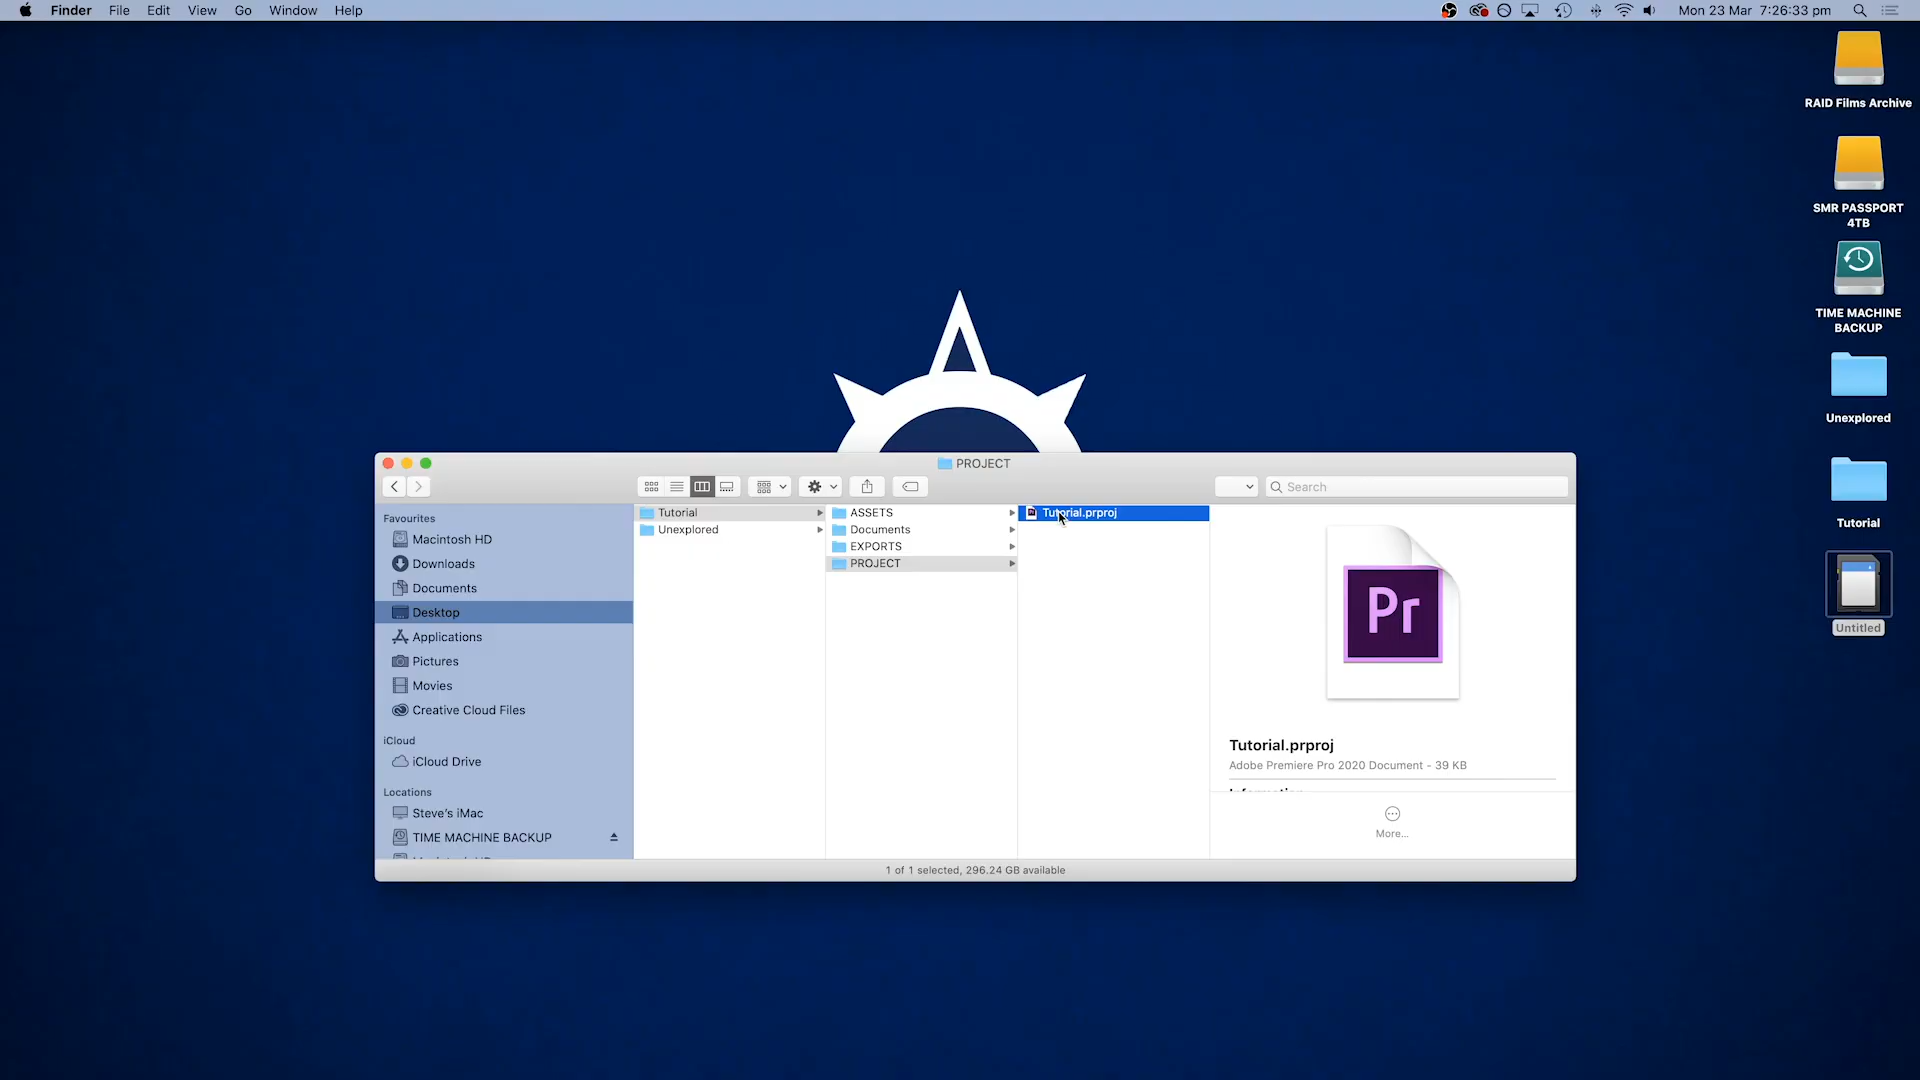 Finder File Edit View Go Window Help
Mon 23 Mar 7:26:33 pm
RAID Films Archive
SMR PASSPORT
4TB
TIME MACHINE
BACKUP
Unexplored
Tutorial
Untitled
PROJECT
Search
Favourites
Macintosh HD
Downloads
Documents
Desktop
Applications
Pictures
Movies
Creative Cloud Files
iCloud
iCloud Drive
Locations
Steve's iMac
TIME MACHINE BACKUP
Tutorial
Unexplored
ASSETS
Documents
EXPORTS
PROJECT
Tutorial.prproj
Pr
Tutorial.prproj
Adobe Premiere Pro 2020 Document - 39 KB
More...
1 of 1 selected, 296.24 GB available